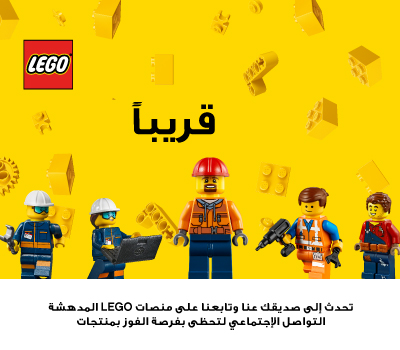 LEGO
قريباً
تحدث إلى صديقك عنا وتابعنا على منصات LEGO المدهشة
التواصل الإجتماعي لتحظى بفرصة الفوز بمنتجات